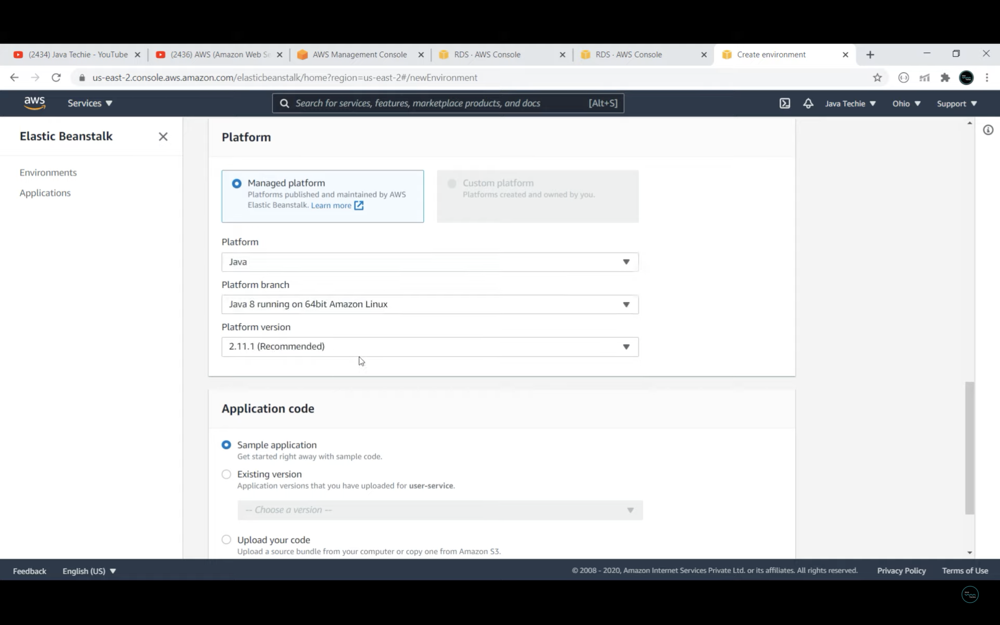 (2434) Java Techie - YouTube
(2436) AWS (Amazon Web Se
AWS Management Console
RDS · AWS Console
RDS · AWS Console
Create environment
us-east-2.console.aws.amazon.com/elasticbeanstalk/home?region=us-east-2#/newEnvironment
aws
Services
Search for services, features, marketplace products, and docs
[Alt+S]
Java Techie
Ohio
Support
Elastic Beanstalk
Environments
Applications
Platform
Managed platform
Platforms published and maintained by AWS
Elastic Beanstalk. Learn more
Custom platform
Platforms created and owned by you.
Platform
Java
Platform branch
Java 8 running on 64bit Amazon Linux
Platform version
2.11.1 (Recommended)
Application code
Sample application
Get started right away with sample code.
Existing version
Application versions that you have uploaded for user-service.
-- Choose a version --
Upload your code
Upload a source bundle from your computer or copy one from Amazon S3.
Feedback
English (US)
© 2008 - 2020, Amazon Internet Services Private Ltd. or its affiliates. All rights reserved.
Privacy Policy
Terms of Use
Java
Techie